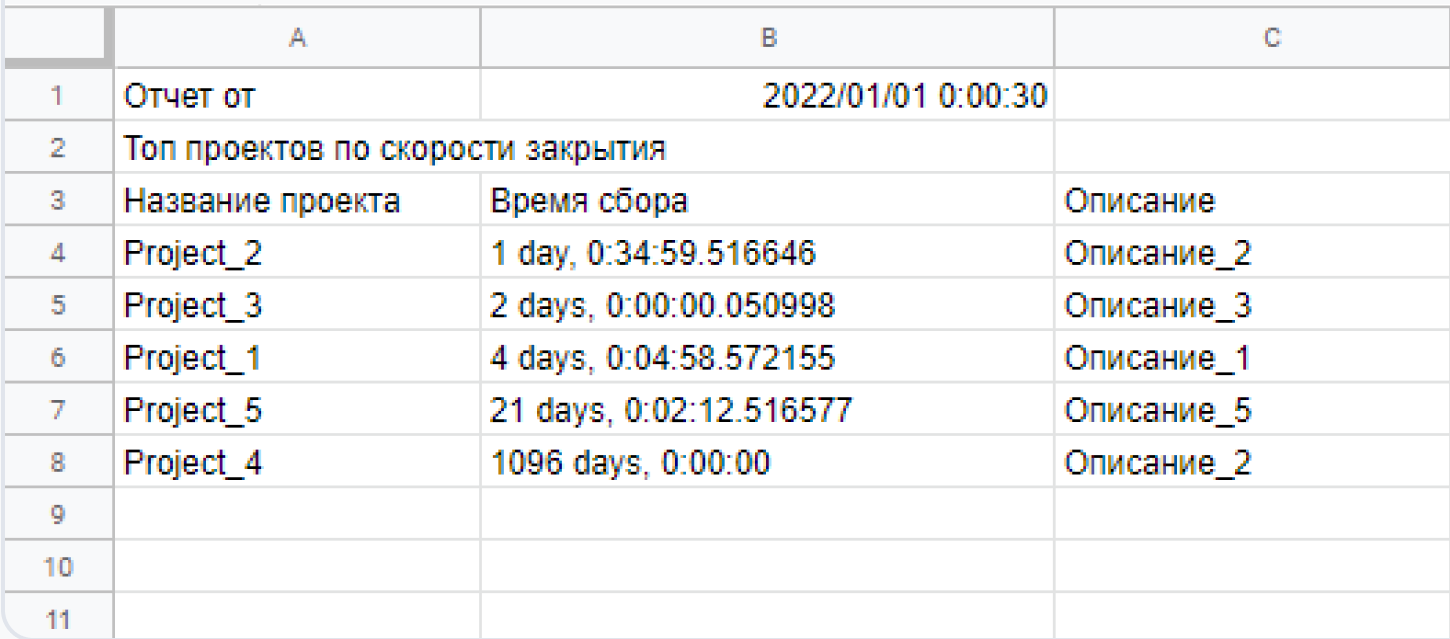 A B C
1 Отчет от 2022/01/01 0:00:30
2 Топ проектов по скорости закрытия
3 Название проекта Время сбора Описание
4 Project_2 1 day, 0:34:59.516646 Описание_2
5 Project_3 2 days, 0:00:00.050998 Описание_3
6 Project_1 4 days, 0:04:58.572155 Описание_1
7 Project_5 21 days, 0:02:12.516577 Описание_5
8 Project_4 1096 days, 0:00:00 Описание_2
9
10
11